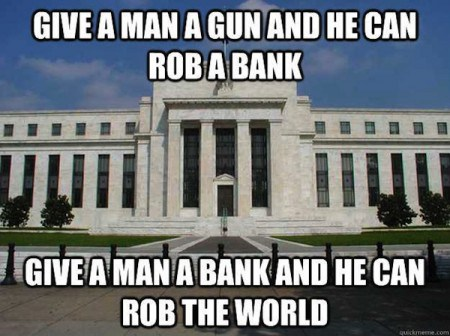 GIVE A MAN A GUN AND HE CAN
ROB A BANK
GIVE A MAN A BANK AND HE CAN
ROB THE WORLD
quickmeme.com